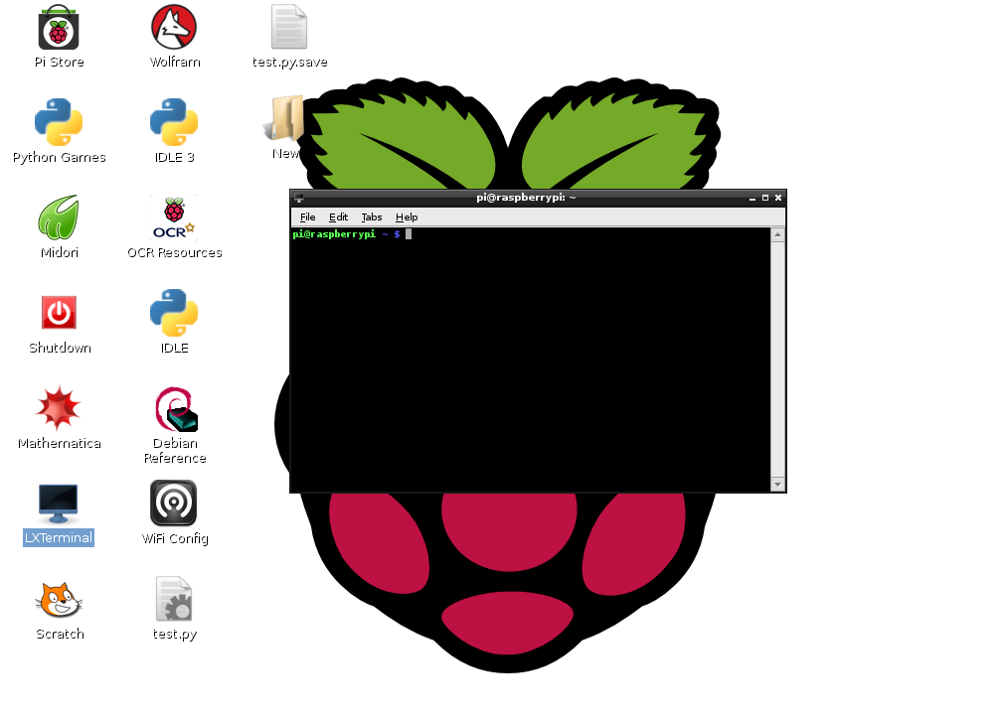 Pi Store
Wolfram
test.py.save
Python Games
IDLE 3
New
Midori
OCR
OCR Resources
Shutdown
IDLE
Mathematica
Debian
Reference
LXTerminal
WiFi Config
Scratch
test.py
pi@raspberrypi: ~
File Edit Tabs Help
pi@raspberrypi ~ $